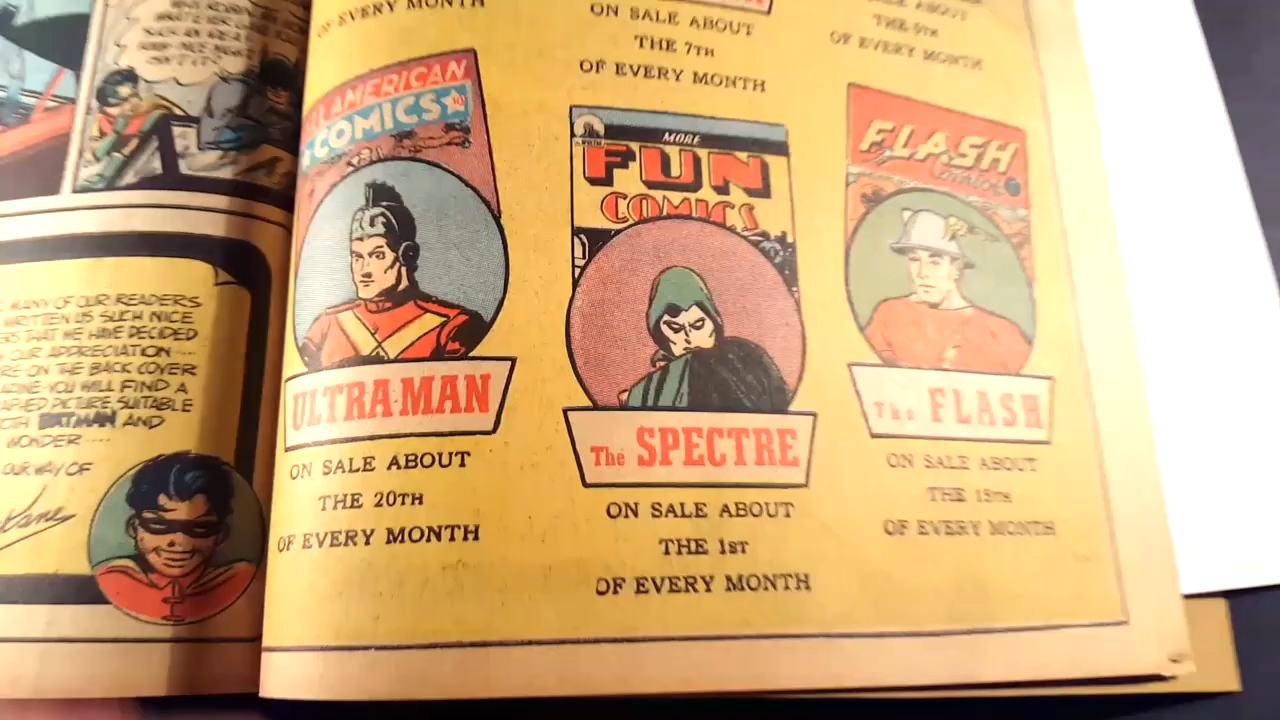 OF EVERY MONTH
ON SALE ABOUT
THE 7TH
OF EVERY MONTH
ABOUT
THE
OF EVERY MONTH
AMERICAN
COMICS
MORE
FUN
COMICS
FLASH
COMICS
ULTRA-MAN
ON SALE ABOUT
THE 20TH
OF EVERY MONTH
The SPECTRE
ON SALE ABOUT
THE 1ST
OF EVERY MONTH
The FLASH
ON SALE ABOUT
THE 15TH
OF EVERY MONTH
MANY OF OUR READERS
WRITTEN US SUCH NICE
THAT WE HAVE DECIDED
OUR APPRECIATION ....
ON THE BACK COVER
YOU WILL FIND A
PICTURE SUITABLE
BATMAN AND
WONDER ....
OUR WAY OF
Kane